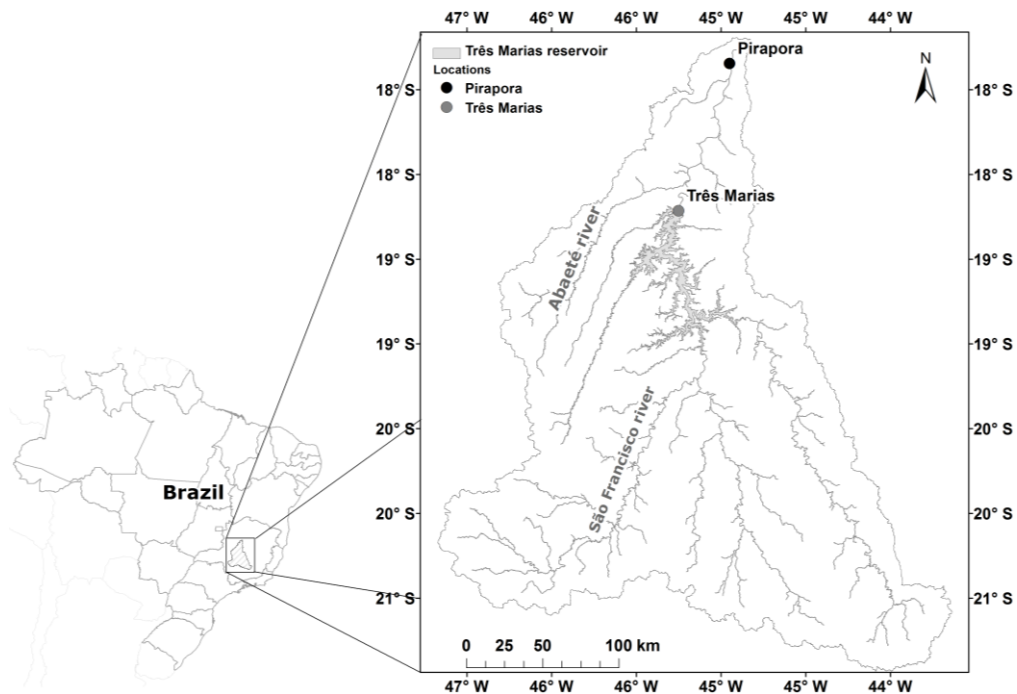 47° W 46° W 46° W 45° W 45° W 44° W
Três Marias reservoir
Locations
Pirapora
Três Marias
Pirapora
N
18° S 18° S
18° S 18° S
Três Marias
Abaeté river
19° S 19° S
19° S 19° S
São Francisco river
20° S 20° S
Brazil
20° S 20° S
21° S 21° S
0 25 50 100 km
47° W 46° W 46° W 45° W 45° W 44° W